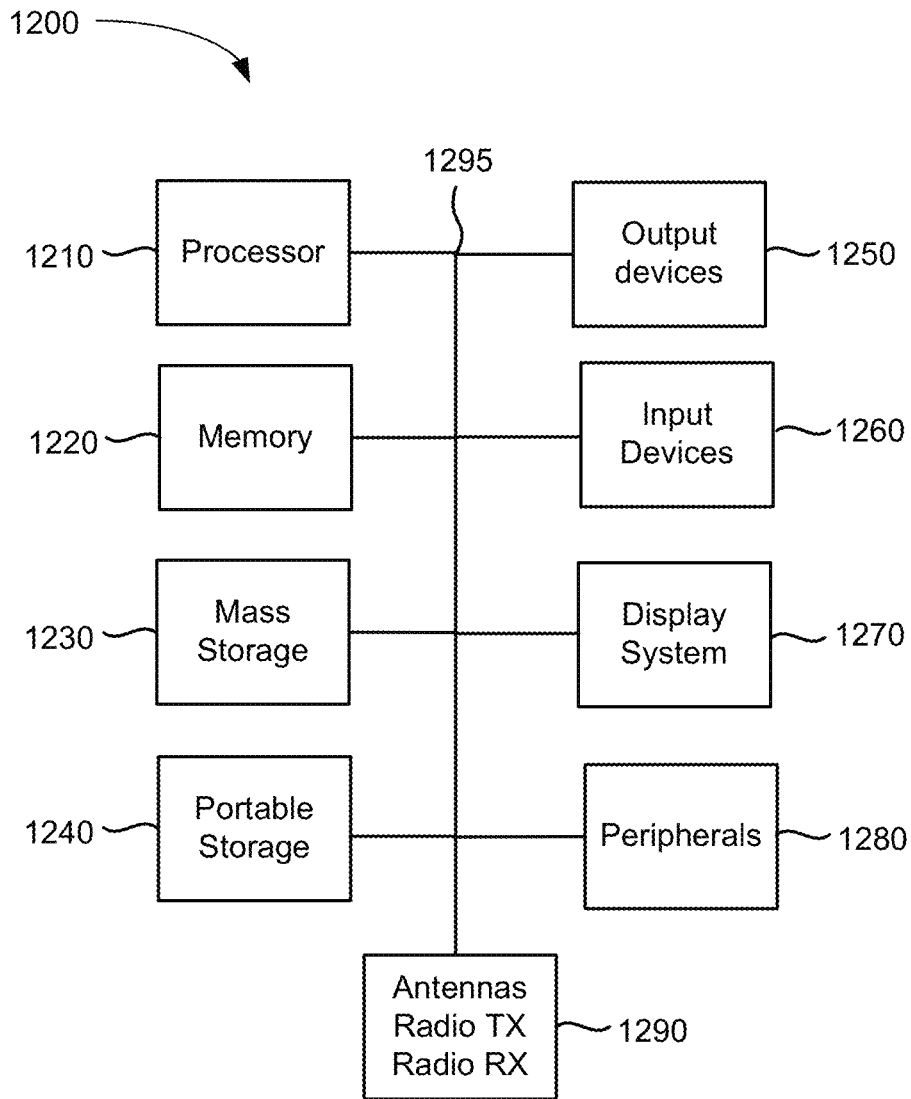 1200
1295
1210
Processor
Output
devices
1250
1220
Memory
Input
Devices
1260
1230
Mass
Storage
Display
System
1270
1240
Portable
Storage
Peripherals
1280
Antennas
Radio TX
Radio RX
1290